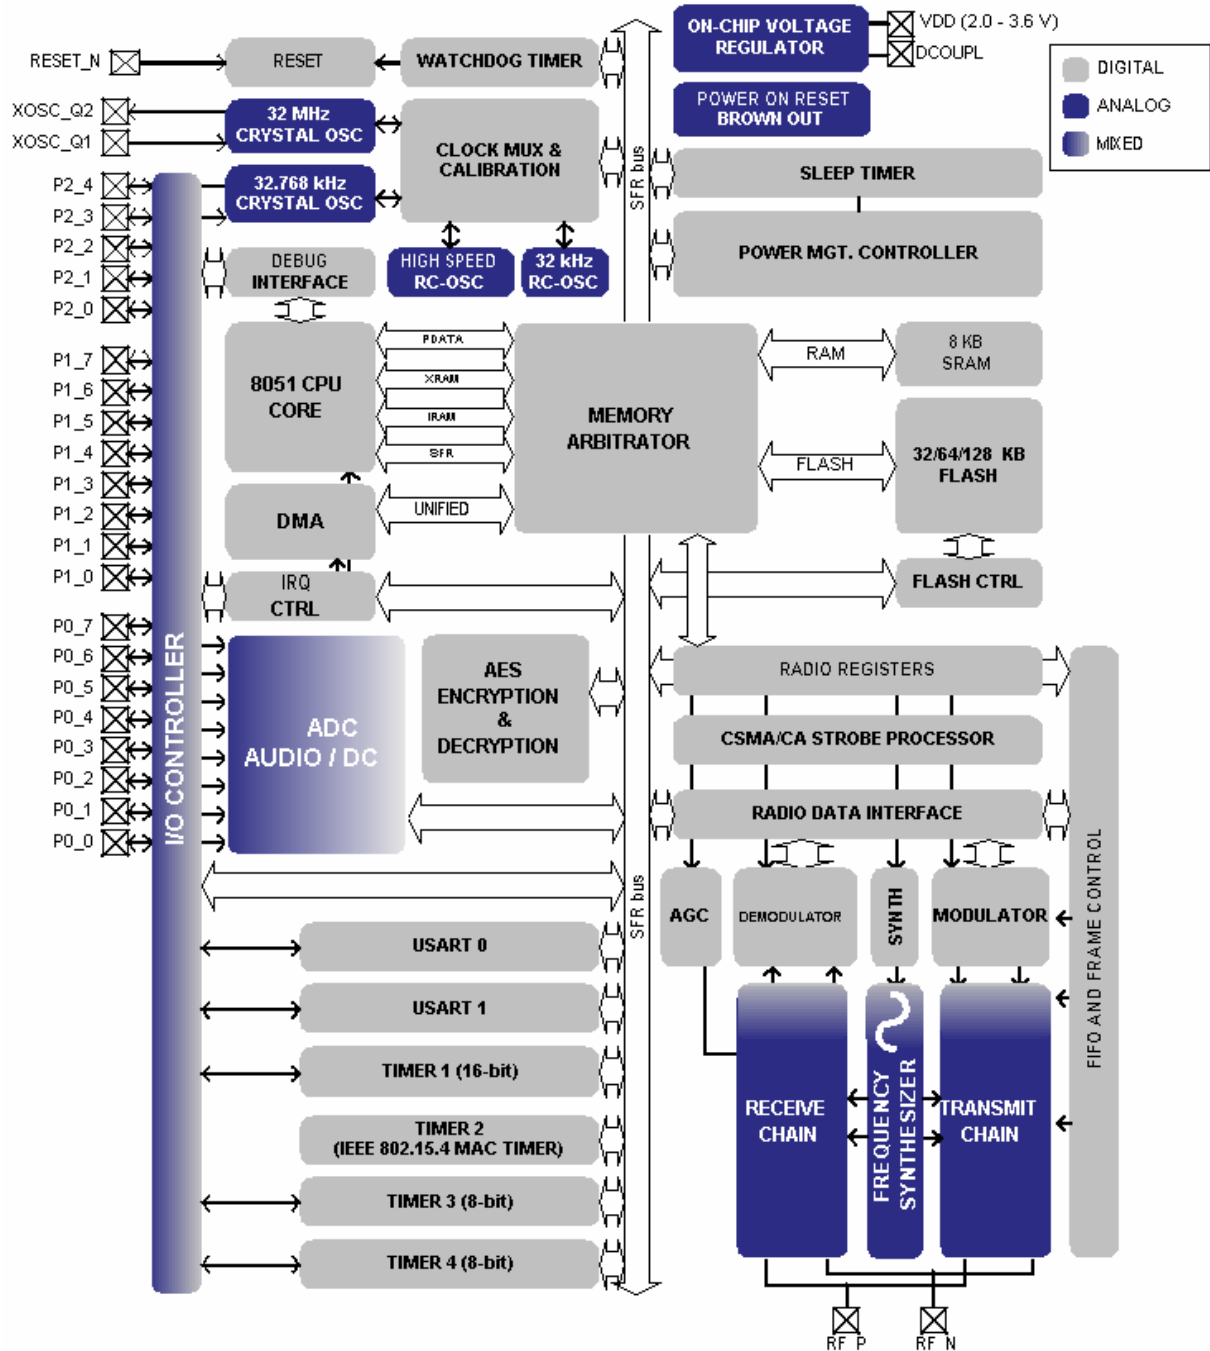 ON-CHIP VOLTAGE
REGULATOR
VDD (2.0 - 3.6 V)
DCOUPL
DIGITAL
ANALOG
MIXED
RESET_N
RESET
WATCHDOG TIMER
POWER ON RESET
BROWN OUT
XOSC_Q2
XOSC_Q1
32 MHz
CRYSTAL OSC
CLOCK MUX &
CALIBRATION
SFR bus
SLEEP TIMER
32.768 kHz
CRYSTAL OSC
POWER MGT. CONTROLLER
P2_4
P2_3
P2_2
P2_1
P2_0
DEBUG
INTERFACE
HIGH SPEED
RC-OSC
32 kHz
RC-OSC
P1_7
P1_6
P1_5
P1_4
P1_3
P1_2
P1_1
P1_0
8051 CPU
CORE
PDATA
XRAM
IRAM
SFR
MEMORY
ARBITRATOR
RAM
8 KB
SRAM
FLASH
32/64/128 KB
FLASH
DMA
UNIFIED
IRQ
CTRL
FLASH CTRL
P0_7
P0_6
P0_5
P0_4
P0_3
P0_2
P0_1
P0_0
I/O CONTROLLER
ADC
AUDIO / DC
AES
ENCRYPTION
&
DECRYPTION
RADIO REGISTERS
CSMA/CA STROBE PROCESSOR
RADIO DATA INTERFACE
FIFO AND FRAME CONTROL
SFR bus
AGC
DEMODULATOR
SYNTH
MODULATOR
USART 0
USART 1
TIMER 1 (16-bit)
TIMER 2
(IEEE 802.15.4 MAC TIMER)
TIMER 3 (8-bit)
TIMER 4 (8-bit)
RECEIVE
CHAIN
FREQUENCY
SYNTHESIZER
TRANSMIT
CHAIN
RF_P
RF_N